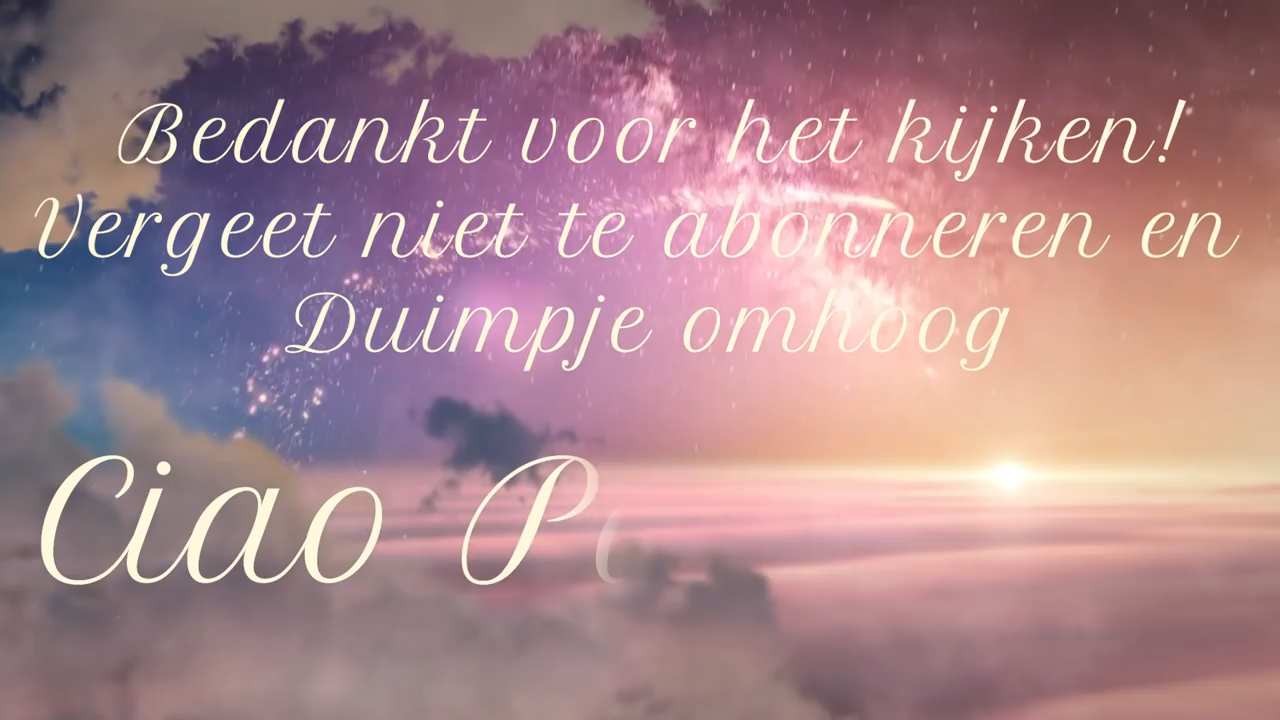 Bedankt voor het kijken!
Vergeet niet te abonneren en
Duimpje omhoog
Ciao P